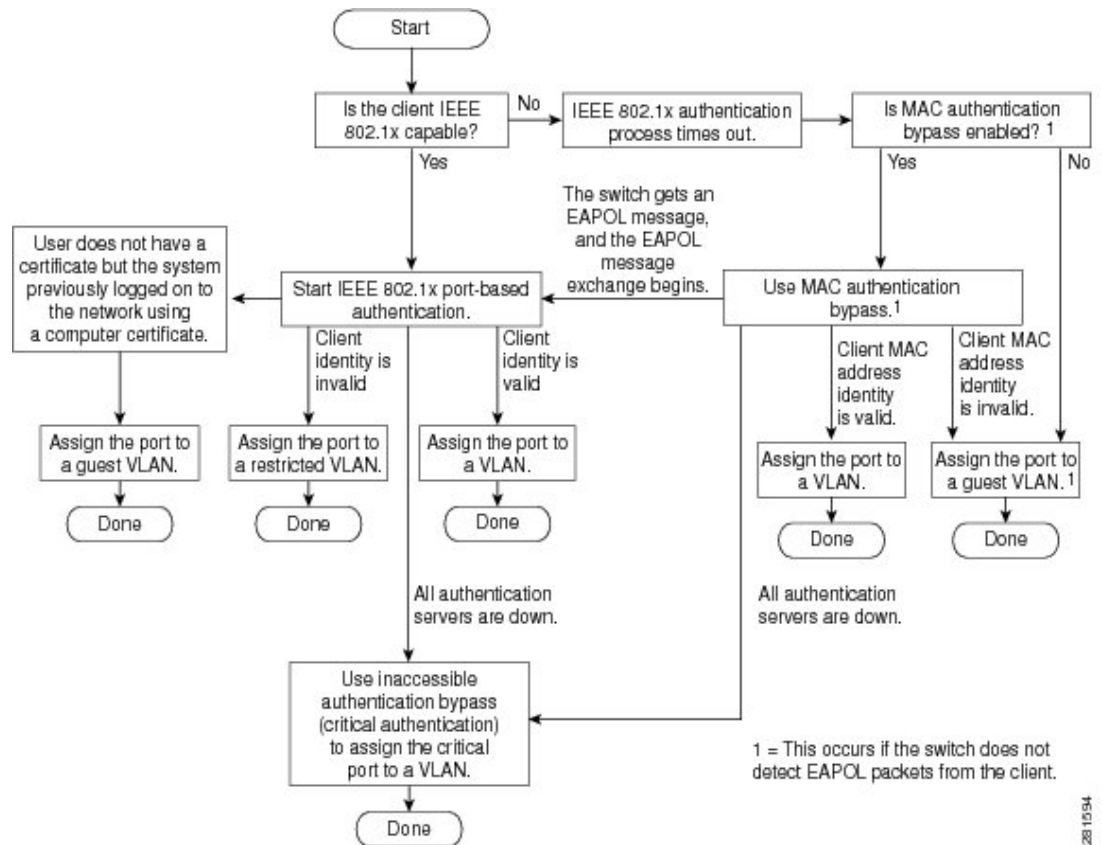 Start
Is the client IEEE
802.1x capable?
No
IEEE 802.1x authentication
process times out.
Is MAC authentication
bypass enabled? 1
Yes
Yes
No
The switch gets an
EAPOL message,
and the EAPOL
message
exchange begins.
User does not have a
certificate but the system
previously logged on to
the network using
a computer certificate.
Start IEEE 802.1x port-based
authentication.
Use MAC authentication
bypass.1
Client
identity is
invalid
Client
identity is
valid
Client MAC
address
identity
is valid.
Client MAC
address
identity
is invalid.
Assign the port to
a guest VLAN.
Assign the port to
a restricted VLAN.
Assign the port to
a VLAN.
Assign the port to
a VLAN.
Assign the port to
a guest VLAN.1
Done
Done
Done
Done
Done
All authentication
servers are down.
All authentication
servers are down.
Use inaccessible
authentication bypass
(critical authentication)
to assign the critical
port to a VLAN.
1 = This occurs if the switch does not
detect EAPOL packets from the client.
Done
281594